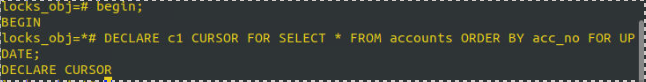 locks_obj=# begin;
BEGIN
locks_obj=*# DECLARE c1 CURSOR FOR SELECT * FROM accounts ORDER BY acc_no FOR UP
DATE;
DECLARE CURSOR